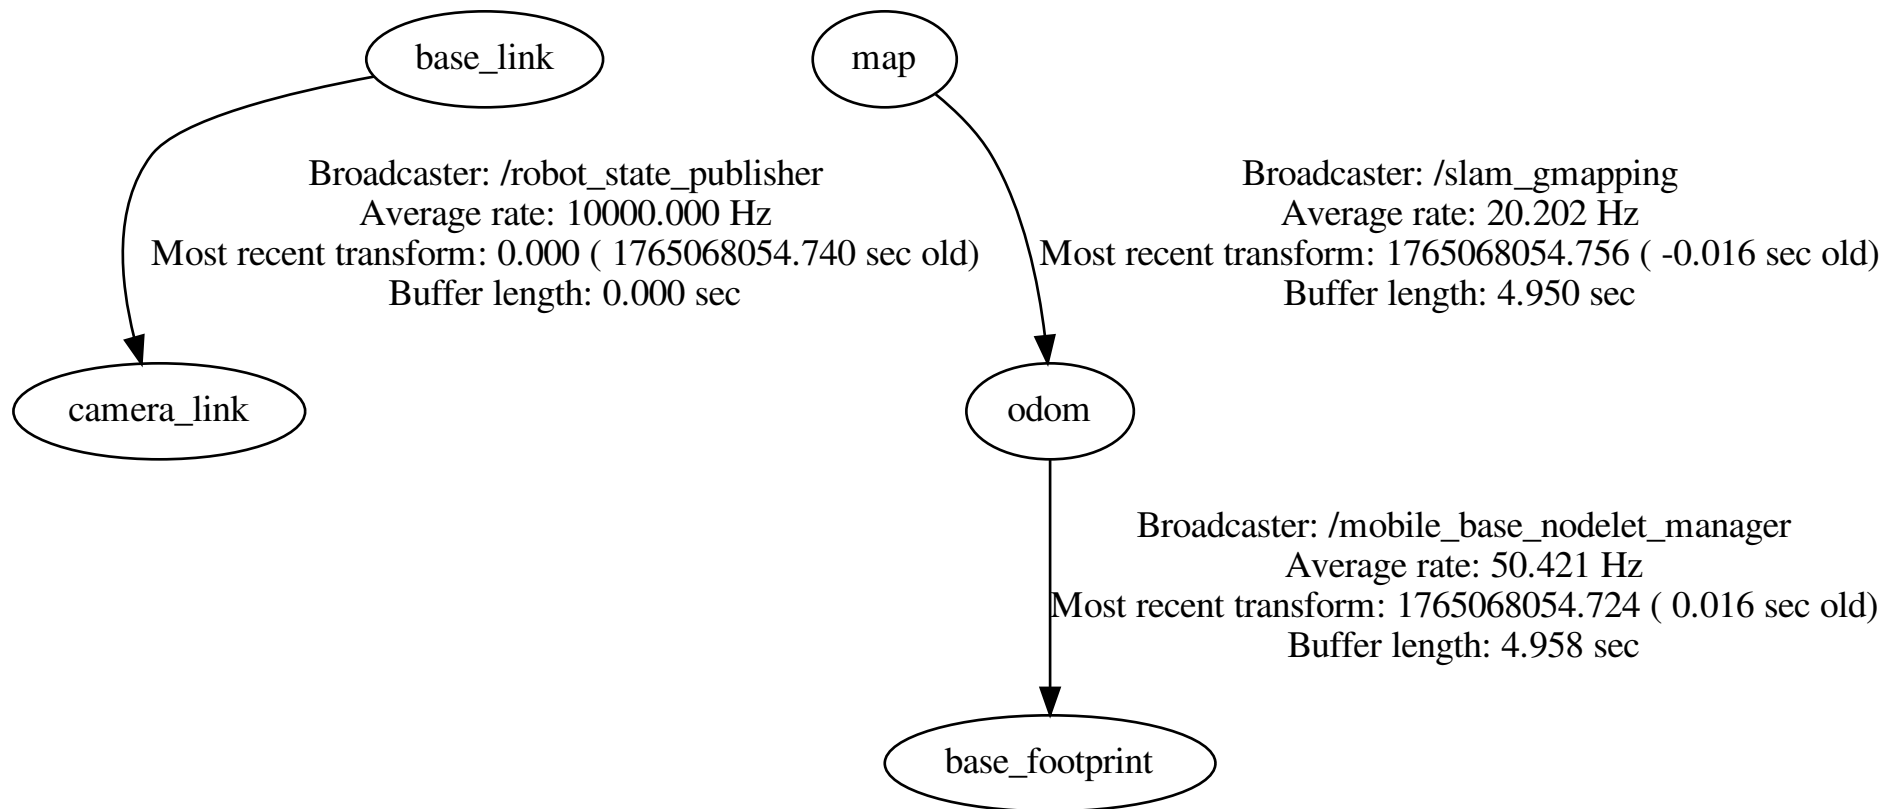 base_link
map
Broadcaster: /robot_state_publisher
Average rate: 10000.000 Hz
Most recent transform: 0.000 ( 1765068054.740 sec old)
Buffer length: 0.000 sec
Broadcaster: /slam_gmapping
Average rate: 20.202 Hz
Most recent transform: 1765068054.756 ( -0.016 sec old)
Buffer length: 4.950 sec
camera_link
odom
Broadcaster: /mobile_base_nodelet_manager
Average rate: 50.421 Hz
Most recent transform: 1765068054.724 ( 0.016 sec old)
Buffer length: 4.958 sec
base_footprint